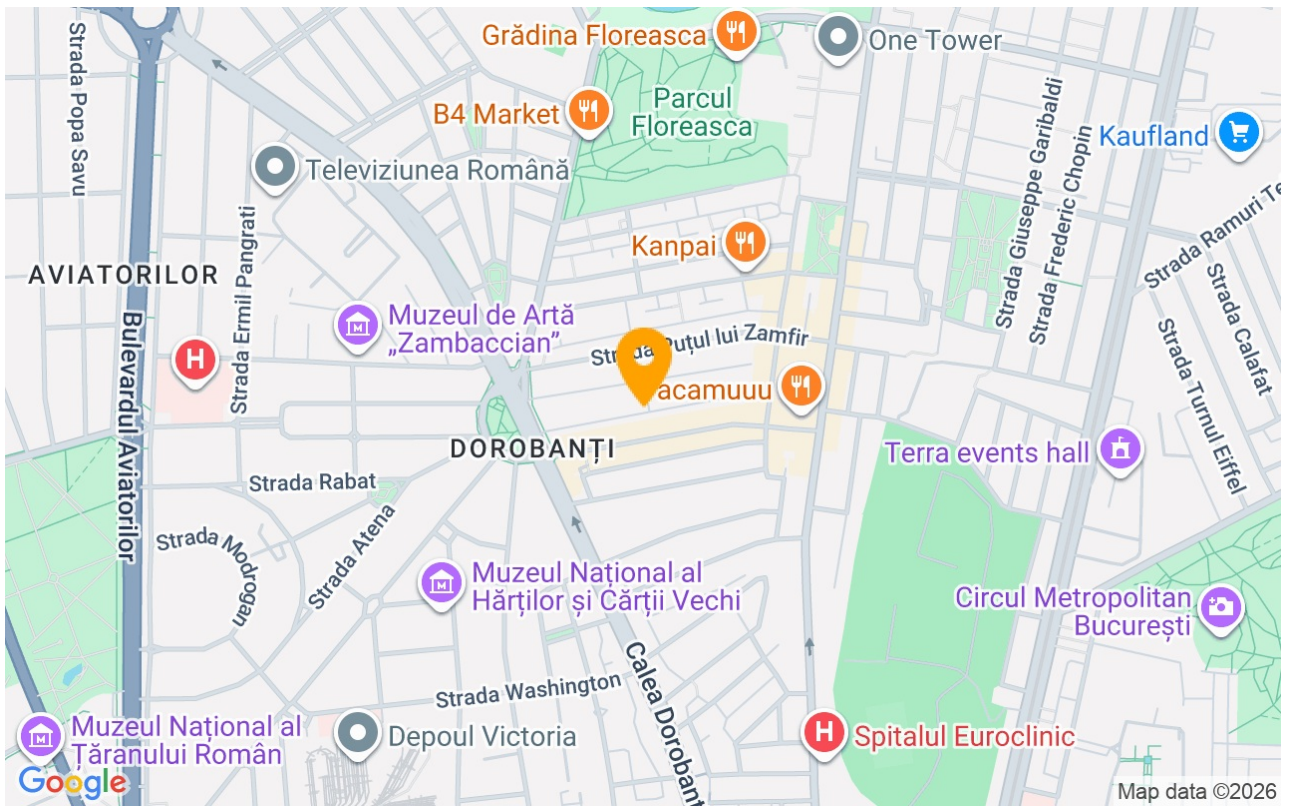 Grădina Floreasca
One Tower
Strada Popa Savu
B4 Market
Parcul
Floreasca
Strada Giuseppe Garibaldi
Strada Frederic Chopin
Kaufland
Televiziunea Română
Strada Ermil Pangrati
Kanpai
Strada Ramuri Te
AVIATORILOR
Strada Calafat
Muzeul de Artă
„Zambaccian”
Bulevardul Aviatorilor
Puțul lui Zamfir
Strada Turnul Eiffel
acamuuu
DOROBANȚI
Terra events hall
Strada Rabat
Strada Atena
Strada Modrogan
Muzeul Național al
Hărților și Cărții Vechi
Circul Metropolitan
București
Calea Dorobanț
Strada Washington
Muzeul Național al
Țăranului Român
Depoul Victoria
Spitalul Euroclinic
Google
Map data ©2026